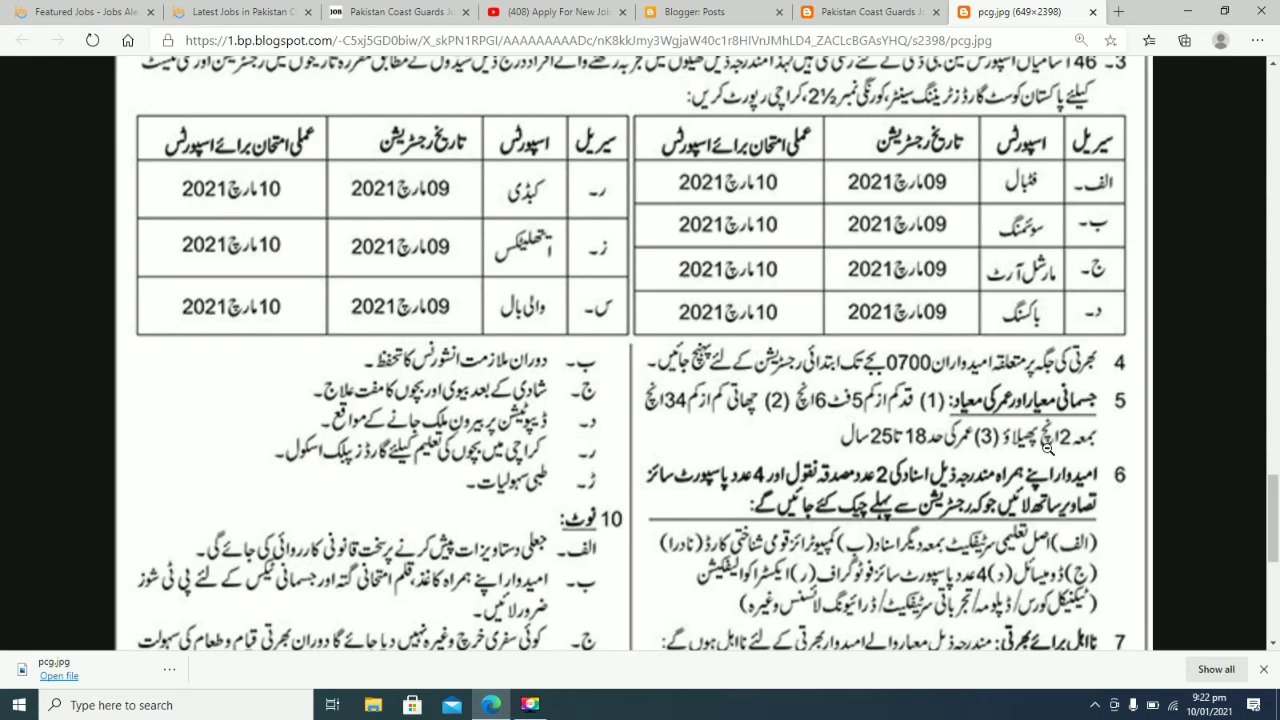 Featured Jobs - Jobs Ale
Latest Jobs in Pakistan C
Pakistan Coast Guards Jo
(408) Apply For New Job
Blogger: Posts
Pakistan Coast Guards Jo
pcg.jpg (649×2398)
https://1.bp.blogspot.com/-C5xj5GD0biw/X_skPN1RPGI/AAAAAAAAADc/nK8kkJmy3WgjaW40c1r8HIVnJMhLD4_ZACLcBGAsYHQ/s2398/pcg.jpg
کیلئے پاکستان کوسٹ گارڈز ٹریننگ سینٹر، کورنگی نمبر 2½، کراچی رپورٹ کریں:
سیریل اسپورٹس تاریخ رجسٹریشن عملی امتحان برائے اسپورٹس
الف۔ فٹبال 09 مارچ 2021 10 مارچ 2021
ب۔ سوئمنگ 09 مارچ 2021 10 مارچ 2021
ج۔ مارشل آرٹ 09 مارچ 2021 10 مارچ 2021
د۔ باکسنگ 09 مارچ 2021 10 مارچ 2021
سیریل اسپورٹس تاریخ رجسٹریشن عملی امتحان برائے اسپورٹس
ر۔ کبڈی 09 مارچ 2021 10 مارچ 2021
ز۔ ایتھلیٹکس 09 مارچ 2021 10 مارچ 2021
س۔ والی بال 09 مارچ 2021 10 مارچ 2021
4 بھرتی کی جگہ پر متعلقہ امیدواران 0700 بجے تک ابتدائی رجسٹریشن کے لئے پہنچ جائیں۔
5 جسمانی معیار اور عمر کی معیاد: (1) قد کم از کم 5 فٹ 6 انچ (2) چھاتی کم از کم 34 انچ
بمعہ 2 انچ پھیلاؤ (3) عمر کی حد 18 تا 25 سال
6 امیدوار اپنے ہمراہ مندرجہ ذیل اسناد کی 2 عدد مصدقہ نقول اور 4 عدد پاسپورٹ سائز
تصاویر ساتھ لائیں جو کہ رجسٹریشن سے پہلے چیک کئے جائیں گے:
(الف) اصل تعلیمی سرٹیفکیٹ بمعہ دیگر اسناد (ب) کمپیوٹرائز قومی شناختی کارڈ (نادرا)
(ج) ڈومیسائل (د) 4 عدد پاسپورٹ سائز فوٹوگراف (ر) ایکسٹرا کوالیفکیشن
(ٹیکنیکل کورس/ڈپلومہ/تجرباتی سرٹیفکیٹ/ڈرائیونگ لائسنس وغیرہ)
7 نااہل برائے بھرتی: مندرجہ ذیل معیار والے امیدوار بھرتی کے لئے نااہل ہوں گے:
ب۔ دوران ملازمت انشورنس کا تحفظ۔
ج۔ شادی کے بعد بیوی اور بچوں کا مفت علاج۔
د۔ ڈیپوٹیشن پر بیرون ملک جانے کے مواقع۔
ر۔ کراچی میں بچوں کی تعلیم کیلئے گارڈز پبلک اسکول۔
ڑ۔ طبی سہولیات۔
10 نوٹ:
الف۔ جعلی دستاویزات پیش کرنے پر سخت قانونی کارروائی کی جائے گی۔
ب۔ امیدوار اپنے ہمراہ کاغذ، قلم، امتحانی گتہ اور جسمانی ٹیکس کے لئے پی ٹی شوز
ضرور لائیں۔
ج۔ کوئی سفری خرچ وغیرہ نہیں دیا جائے گا دوران بھرتی قیام و طعام کی سہولت
pcg.jpg
Open file
Show all
Type here to search
9:22 pm
10/01/2021